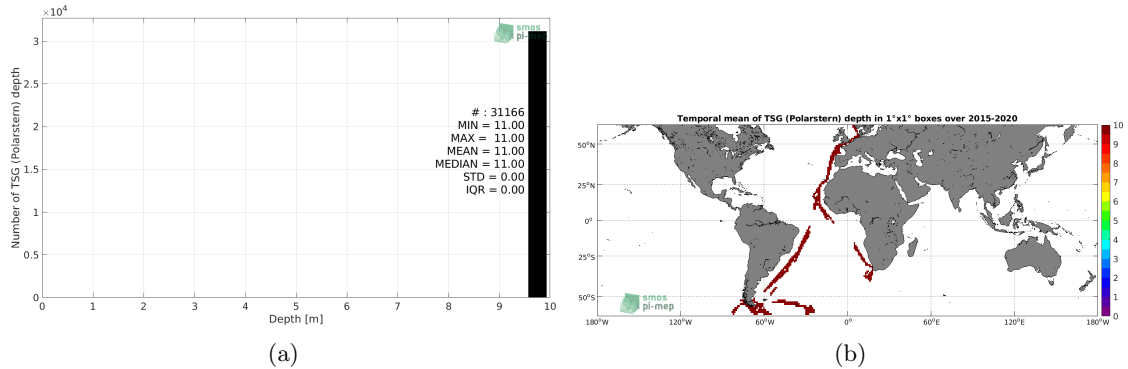 ×10⁴
smos
pi-mep
3
2.5
2
1.5
1
0.5
0
Number of TSG (Polarstern) depth
# : 31166
MIN = 11.00
MAX = 11.00
MEAN = 11.00
MEDIAN = 11.00
STD = 0.00
IQR = 0.00
0 1 2 3 4 5 6 7 8 9 10
Depth [m]
(a)
Temporal mean of TSG (Polarstern) depth in 1°x1° boxes over 2015-2020
50°N
25°N
0°
25°S
50°S
smos
pi-mep
180°W 120°W 60°W 0° 60°E 120°E 180°W
10
9
8
7
6
5
4
3
2
1
0
(b)